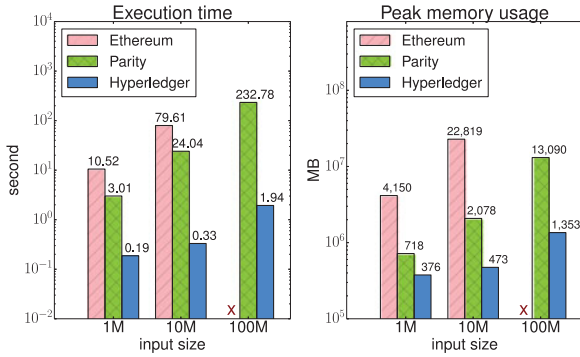 Execution time
Ethereum
Parity
Hyperledger
10.52
3.01
0.19
79.61
24.04
0.33
X
232.78
1.94
10^4
10^3
10^2
10^1
10^0
10^-1
10^-2
second
1M
10M
100M
input size
Peak memory usage
Ethereum
Parity
Hyperledger
4,150
718
376
22,819
2,078
473
X
13,090
1,353
10^8
10^7
10^6
10^5
MB
1M
10M
100M
input size